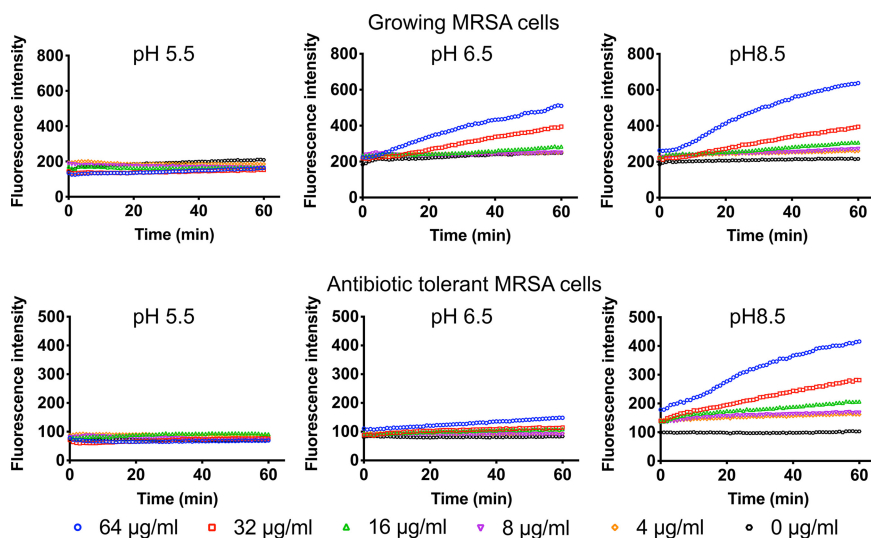 Growing MRSA cells
pH 5.5
pH 6.5
pH8.5
Fluorescence intensity
800
600
400
200
0
0 20 40 60
Time (min)
Fluorescence intensity
800
600
400
200
0
0 20 40 60
Time (min)
Fluorescence intensity
800
600
400
200
0
0 20 40 60
Time (min)
Antibiotic tolerant MRSA cells
pH 5.5
pH 6.5
pH8.5
Fluorescence intensity
500
400
300
200
100
0
0 20 40 60
Time (min)
Fluorescence intensity
500
400
300
200
100
0
0 20 40 60
Time (min)
Fluorescence intensity
500
400
300
200
100
0
0 20 40 60
Time (min)
64 µg/ml 32 µg/ml 16 µg/ml 8 µg/ml 4 µg/ml 0 µg/ml